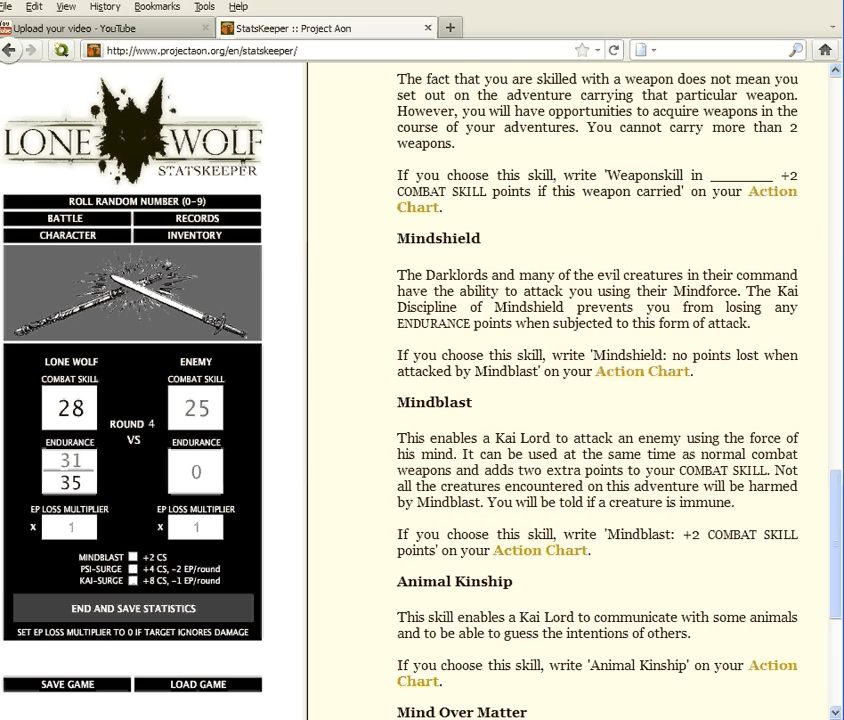 File Edit View History Bookmarks Tools Help
You Upload your video - YouTube StatsKeeper :: Project Aon
http://www.projectaon.org/en/statskeeper/
LONE WOLF
STATSKEEPER
ROLL RANDOM NUMBER (0-9)
BATTLE RECORDS
CHARACTER INVENTORY
LONE WOLF ENEMY
COMBAT SKILL COMBAT SKILL
28 25
ROUND 4
VS
ENDURANCE ENDURANCE
31 0
35
EP LOSS MULTIPLIER EP LOSS MULTIPLIER
x 1 x 1
MINDBLAST +2 CS
PSI-SURGE +4 CS, -2 EP/round
KAI-SURGE +8 CS, -1 EP/round
END AND SAVE STATISTICS
SET EP LOSS MULTIPLIER TO 0 IF TARGET IGNORES DAMAGE
SAVE GAME LOAD GAME
The fact that you are skilled with a weapon does not mean you
set out on the adventure carrying that particular weapon.
However, you will have opportunities to acquire weapons in the
course of your adventures. You cannot carry more than 2
weapons.
If you choose this skill, write 'Weaponskill in ________ +2
COMBAT SKILL points if this weapon carried' on your Action
Chart.
Mindshield
The Darklords and many of the evil creatures in their command
have the ability to attack you using their Mindforce. The Kai
Discipline of Mindshield prevents you from losing any
ENDURANCE points when subjected to this form of attack.
If you choose this skill, write 'Mindshield: no points lost when
attacked by Mindblast' on your Action Chart.
Mindblast
This enables a Kai Lord to attack an enemy using the force of
his mind. It can be used at the same time as normal combat
weapons and adds two extra points to your COMBAT SKILL. Not
all the creatures encountered on this adventure will be harmed
by Mindblast. You will be told if a creature is immune.
If you choose this skill, write 'Mindblast: +2 COMBAT SKILL
points' on your Action Chart.
Animal Kinship
This skill enables a Kai Lord to communicate with some animals
and to be able to guess the intentions of others.
If you choose this skill, write 'Animal Kinship' on your Action
Chart.
Mind Over Matter